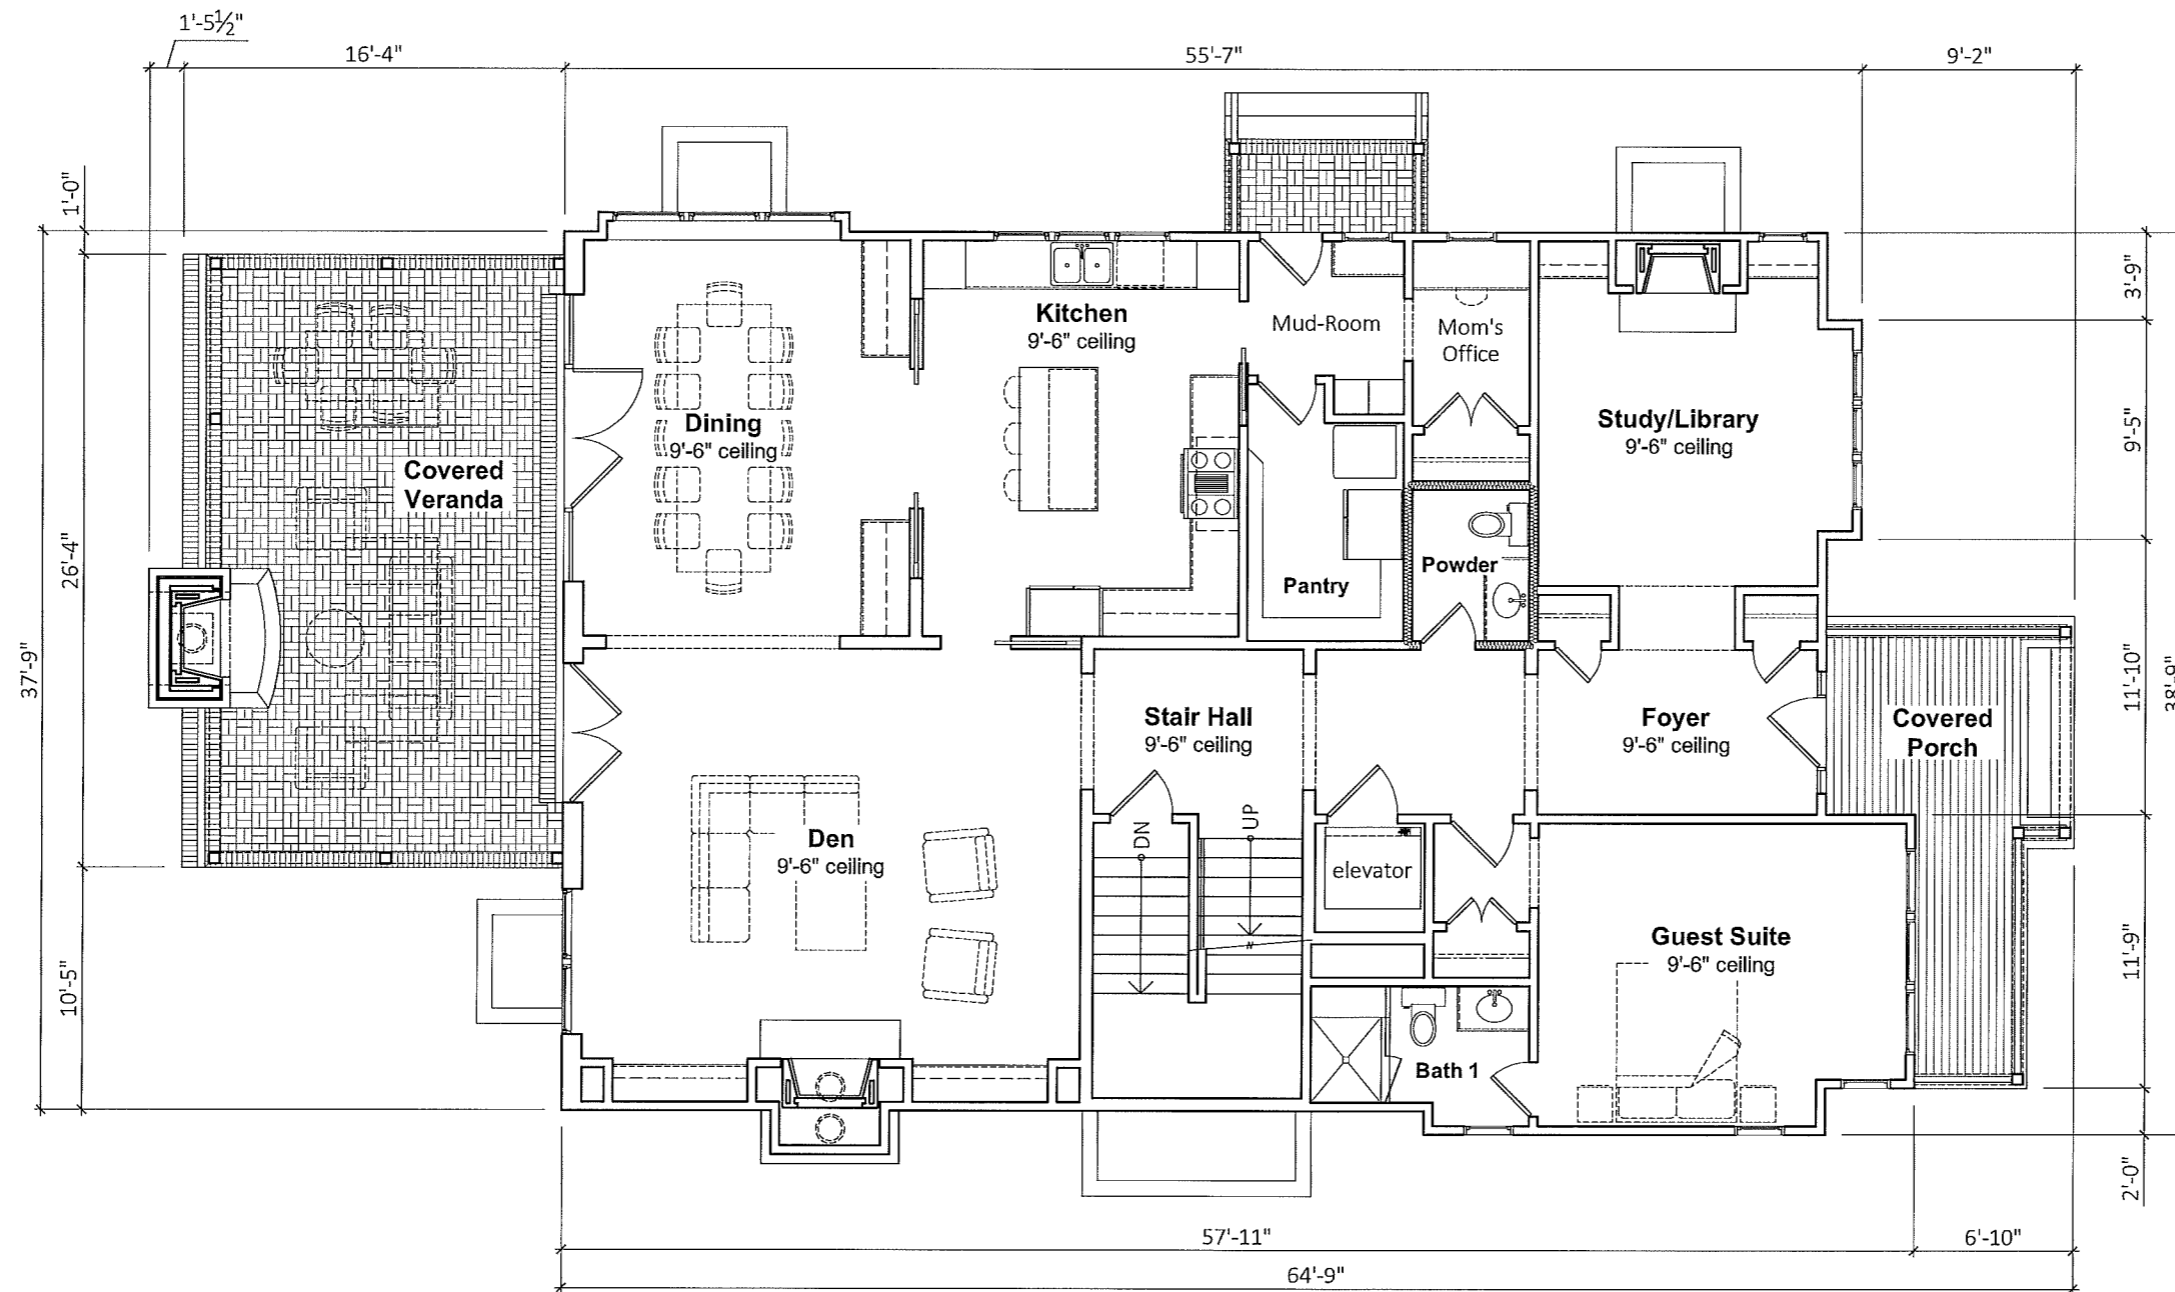 1'-5½"
16'-4"
55'-7"
9'-2"
1'-0"
37'-9"
26'-4"
10'-5"
3'-9"
9'-5"
11'-10"
38'-9"
11'-9"
2'-0"
Kitchen
9'-6" ceiling
Mud-Room
Mom's
Office
Dining
9'-6" ceiling
Study/Library
9'-6" ceiling
Covered
Veranda
Powder
Pantry
Stair Hall
9'-6" ceiling
Foyer
9'-6" ceiling
Covered
Porch
Den
9'-6" ceiling
DN
UP
elevator
Guest Suite
9'-6" ceiling
Bath 1
57'-11"
6'-10"
64'-9"